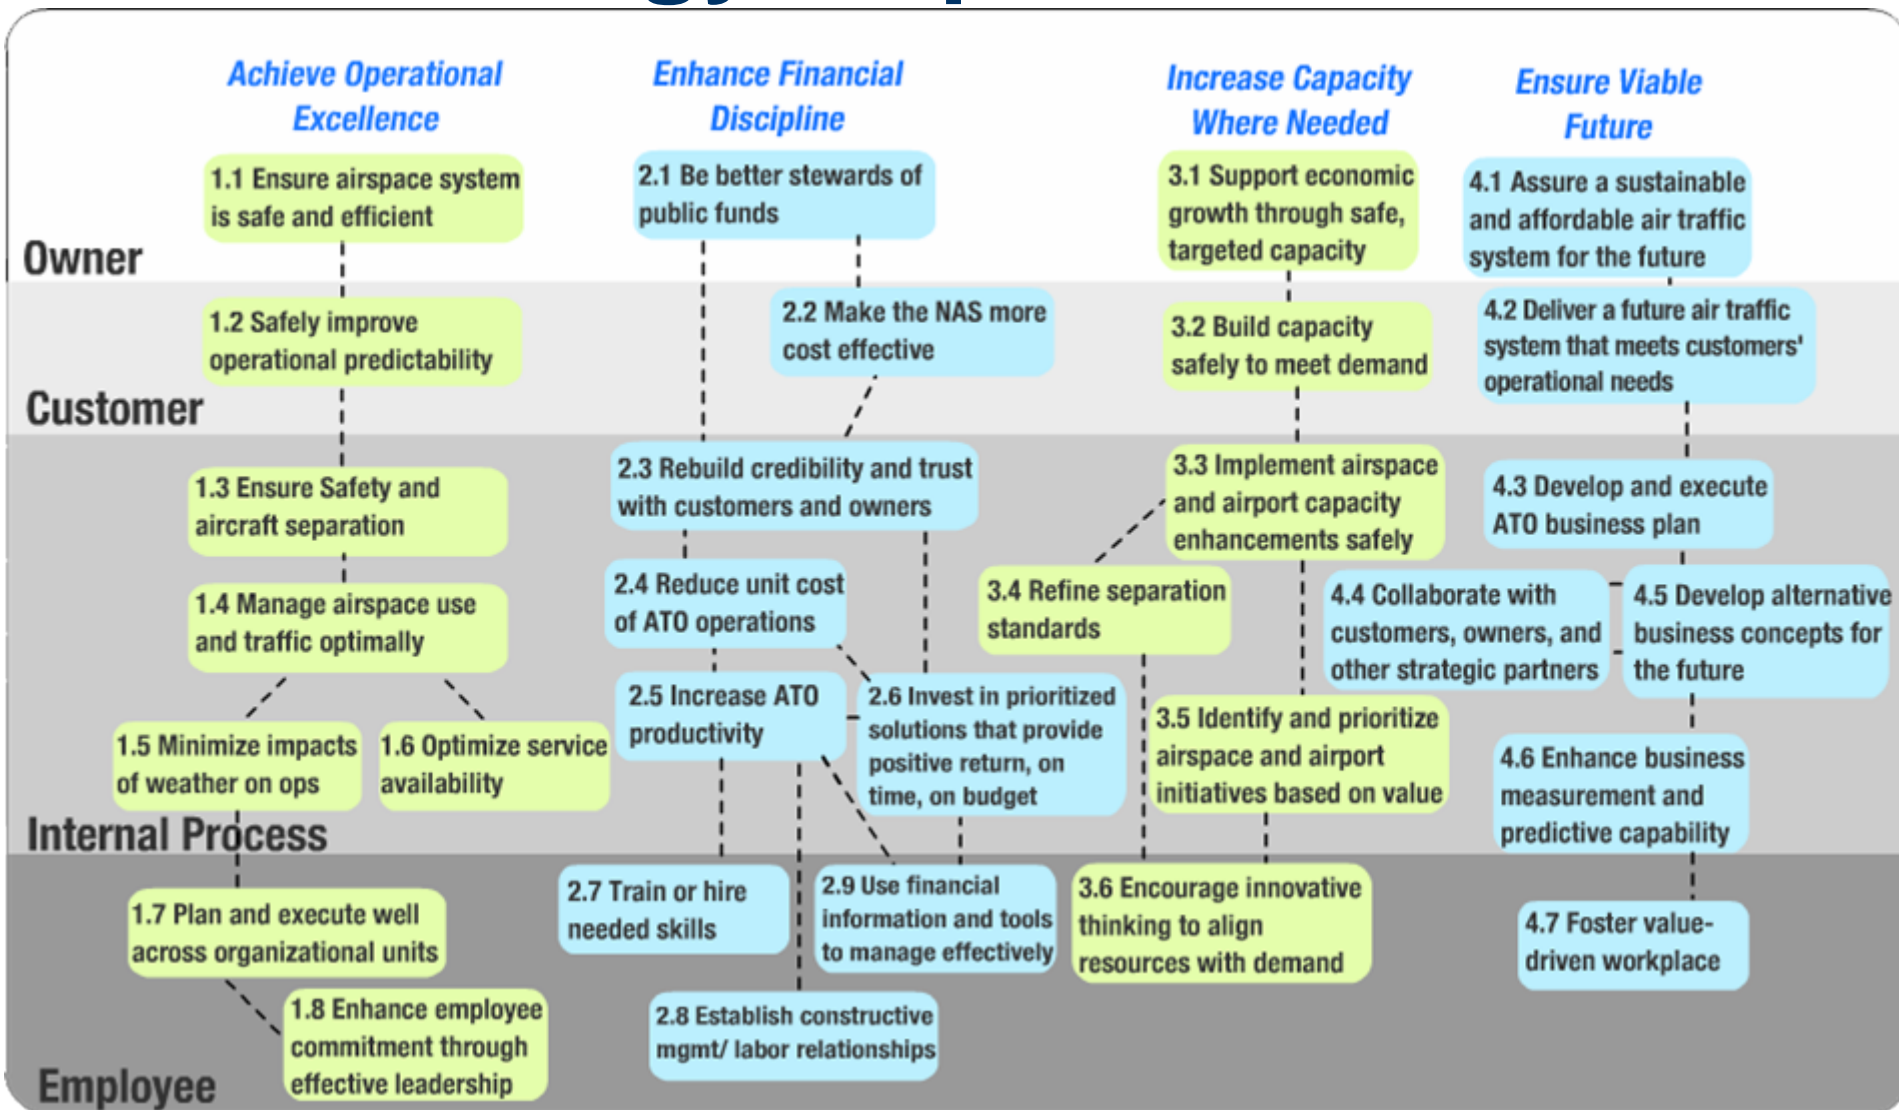 Achieve Operational
Excellence
1.1 Ensure airspace system
is safe and efficient
Owner
1.2 Safely improve
operational predictability
Customer
1.3 Ensure Safety and
aircraft separation
1.4 Manage airspace use
and traffic optimally
1.5 Minimize impacts
of weather on ops
1.6 Optimize service
availability
Internal Process
1.7 Plan and execute well
across organizational units
1.8 Enhance employee
commitment through
effective leadership
Employee
Enhance Financial
Discipline
2.1 Be better stewards of
public funds
2.2 Make the NAS more
cost effective
2.3 Rebuild credibility and trust
with customers and owners
2.4 Reduce unit cost
of ATO operations
2.5 Increase ATO
productivity
2.6 Invest in prioritized
solutions that provide
positive return, on
time, on budget
2.7 Train or hire
needed skills
2.9 Use financial
information and tools
to manage effectively
2.8 Establish constructive
mgmt/ labor relationships
Increase Capacity
Where Needed
3.1 Support economic
growth through safe,
targeted capacity
3.2 Build capacity
safely to meet demand
3.3 Implement airspace
and airport capacity
enhancements safely
3.4 Refine separation
standards
3.5 Identify and prioritize
airspace and airport
initiatives based on value
3.6 Encourage innovative
thinking to align
resources with demand
Ensure Viable
Future
4.1 Assure a sustainable
and affordable air traffic
system for the future
4.2 Deliver a future air traffic
system that meets customers'
operational needs
4.3 Develop and execute
ATO business plan
4.4 Collaborate with
customers, owners, and
other strategic partners
4.5 Develop alternative
business concepts for
the future
4.6 Enhance business
measurement and
predictive capability
4.7 Foster value-
driven workplace